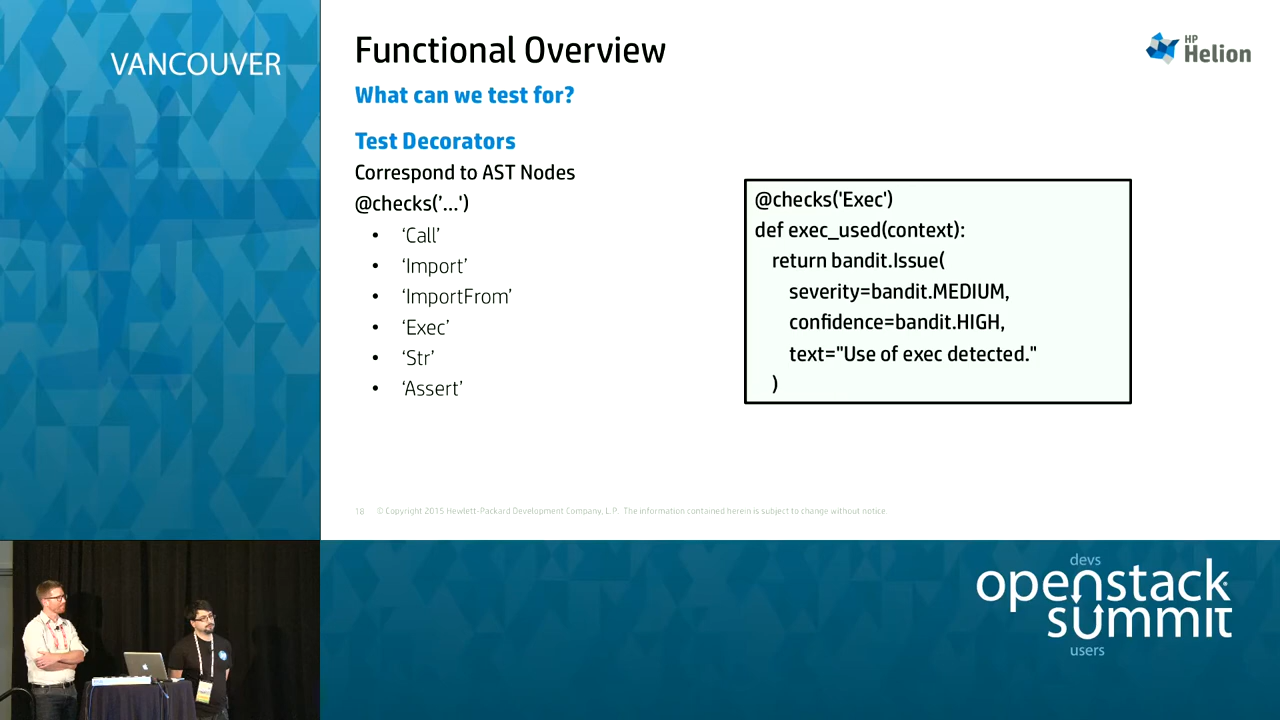 VANCOUVER
Functional Overview
HP
Helion
What can we test for?
Test Decorators
Correspond to AST Nodes
@checks(’...')
• ‘Call’
• ‘Import’
• ‘ImportFrom’
• ‘Exec’
• ‘Str’
• ‘Assert’
@checks('Exec')
def exec_used(context):
return bandit.Issue(
severity=bandit.MEDIUM,
confidence=bandit.HIGH,
text="Use of exec detected."
)
18 © Copyright 2015 Hewlett-Packard Development Company, L.P. The information contained herein is subject to change without notice.
devs
openstack
summit
users